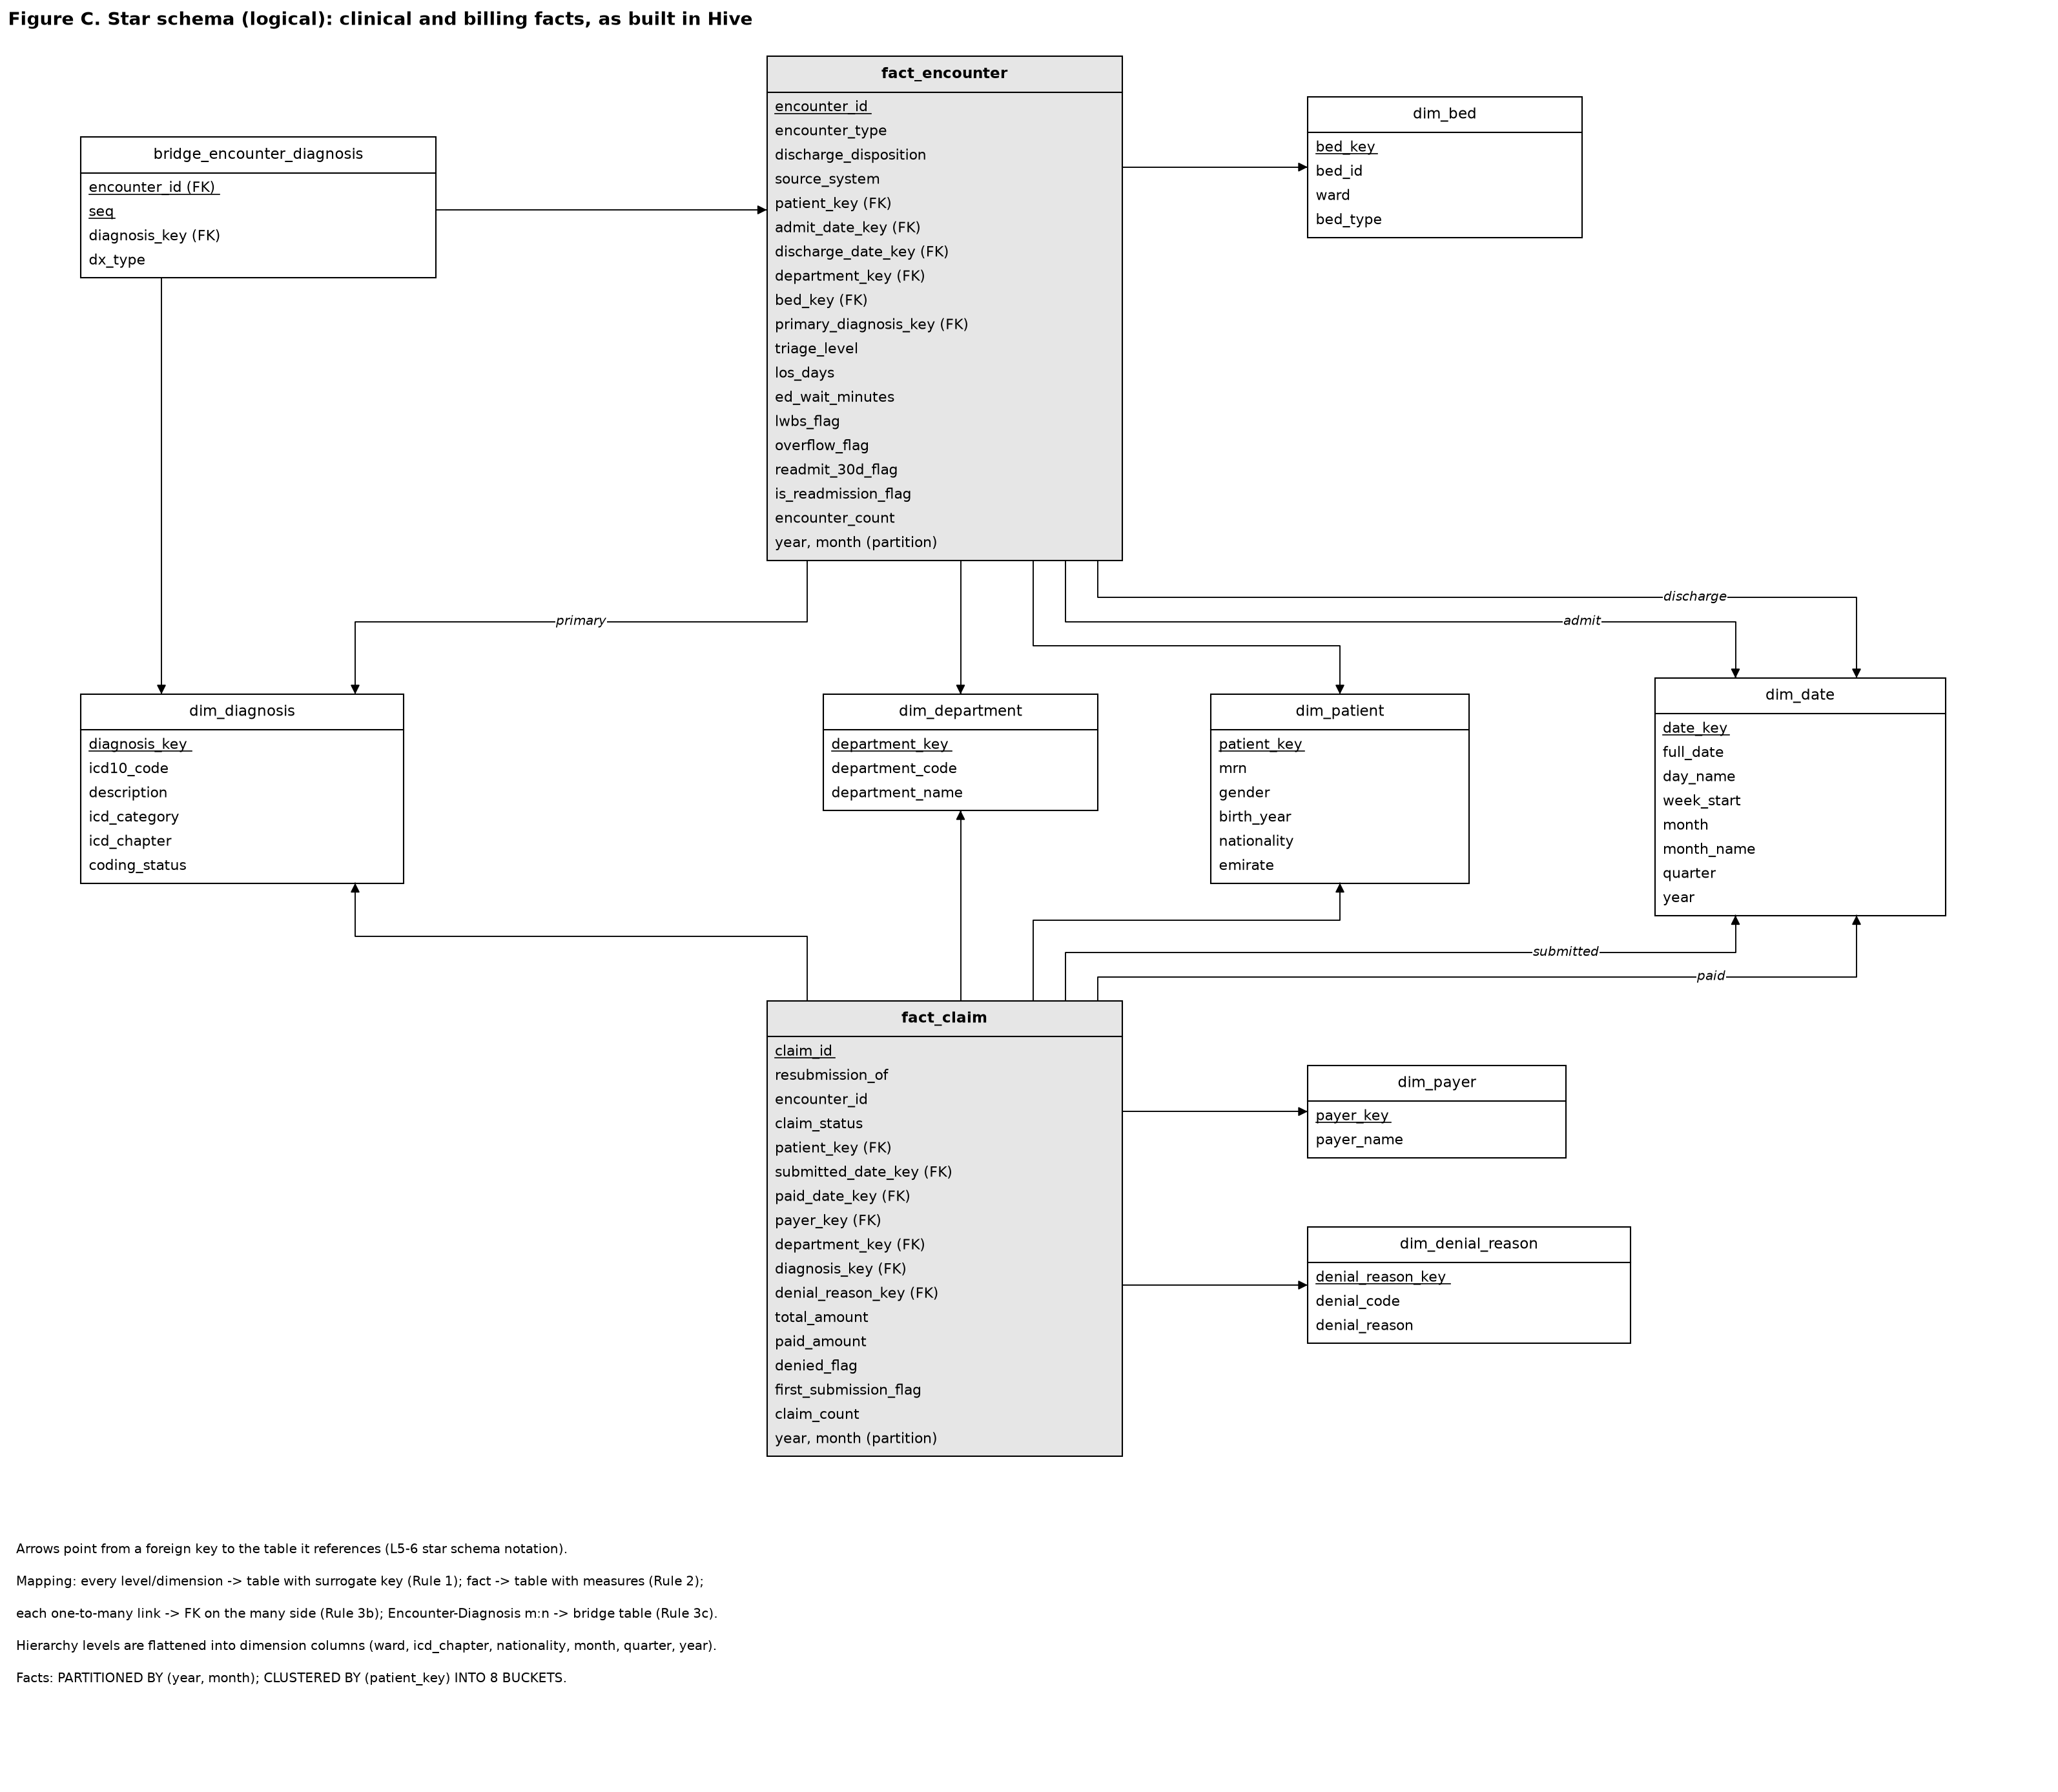 Figure C. Star schema (logical): clinical and billing facts, as built in Hive
fact_encounter
encounter_id
encounter_type
discharge_disposition
source_system
patient_key (FK)
admit_date_key (FK)
discharge_date_key (FK)
department_key (FK)
bed_key (FK)
primary_diagnosis_key (FK)
triage_level
los_days
ed_wait_minutes
lwbs_flag
overflow_flag
readmit_30d_flag
is_readmission_flag
encounter_count
year, month (partition)
dim_bed
bed_key
bed_id
ward
bed_type
bridge_encounter_diagnosis
encounter_id (FK)
seq
diagnosis_key (FK)
dx_type
discharge
primary
admit
dim_diagnosis
diagnosis_key
icd10_code
description
icd_category
icd_chapter
coding_status
dim_department
department_key
department_code
department_name
dim_patient
patient_key
mrn
gender
birth_year
nationality
emirate
dim_date
date_key
full_date
day_name
week_start
month
month_name
quarter
year
submitted
paid
fact_claim
claim_id
resubmission_of
encounter_id
claim_status
patient_key (FK)
submitted_date_key (FK)
paid_date_key (FK)
payer_key (FK)
department_key (FK)
diagnosis_key (FK)
denial_reason_key (FK)
total_amount
paid_amount
denied_flag
first_submission_flag
claim_count
year, month (partition)
dim_payer
payer_key
payer_name
dim_denial_reason
denial_reason_key
denial_code
denial_reason
Arrows point from a foreign key to the table it references (L5-6 star schema notation).
Mapping: every level/dimension -> table with surrogate key (Rule 1); fact -> table with measures (Rule 2);
each one-to-many link -> FK on the many side (Rule 3b); Encounter-Diagnosis m:n -> bridge table (Rule 3c).
Hierarchy levels are flattened into dimension columns (ward, icd_chapter, nationality, month, quarter, year).
Facts: PARTITIONED BY (year, month); CLUSTERED BY (patient_key) INTO 8 BUCKETS.